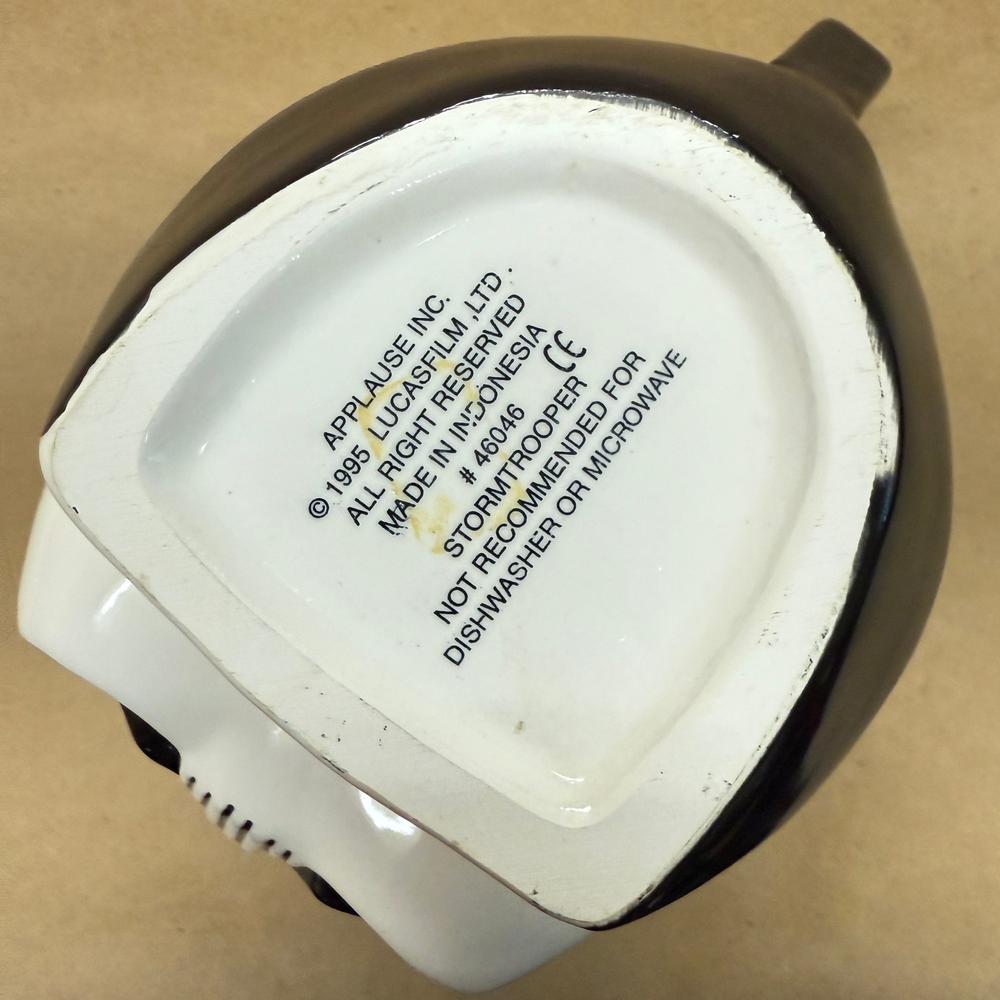 APPLAUSE INC.
© 1995 LUCASFILM ,LTD .
ALL RIGHT RESERVED
MADE IN INDONESIA
# 46046
STORMTROOPER CE
NOT RECOMMENDED FOR
DISHWASHER OR MICROWAVE